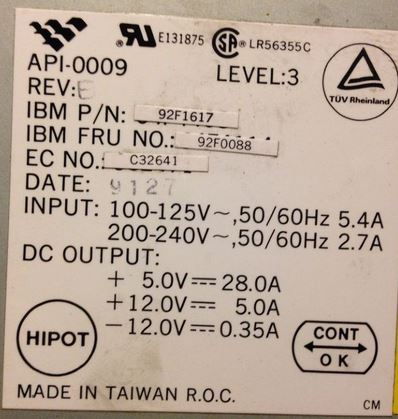 E131875 LR56355C
API-0009 LEVEL:3
REV:E
TÜV Rheinland
IBM P/N: 92F1617
IBM FRU NO.: 92F0088
EC NO.: C32641
DATE: 9127
INPUT: 100-125V~,50/60Hz 5.4A
200-240V~,50/60Hz 2.7A
DC OUTPUT:
+ 5.0V⎓28.0A
+12.0V⎓ 5.0A
−12.0V⎓0.35A
HIPOT
CONT
OK
MADE IN TAIWAN R.O.C.
CM